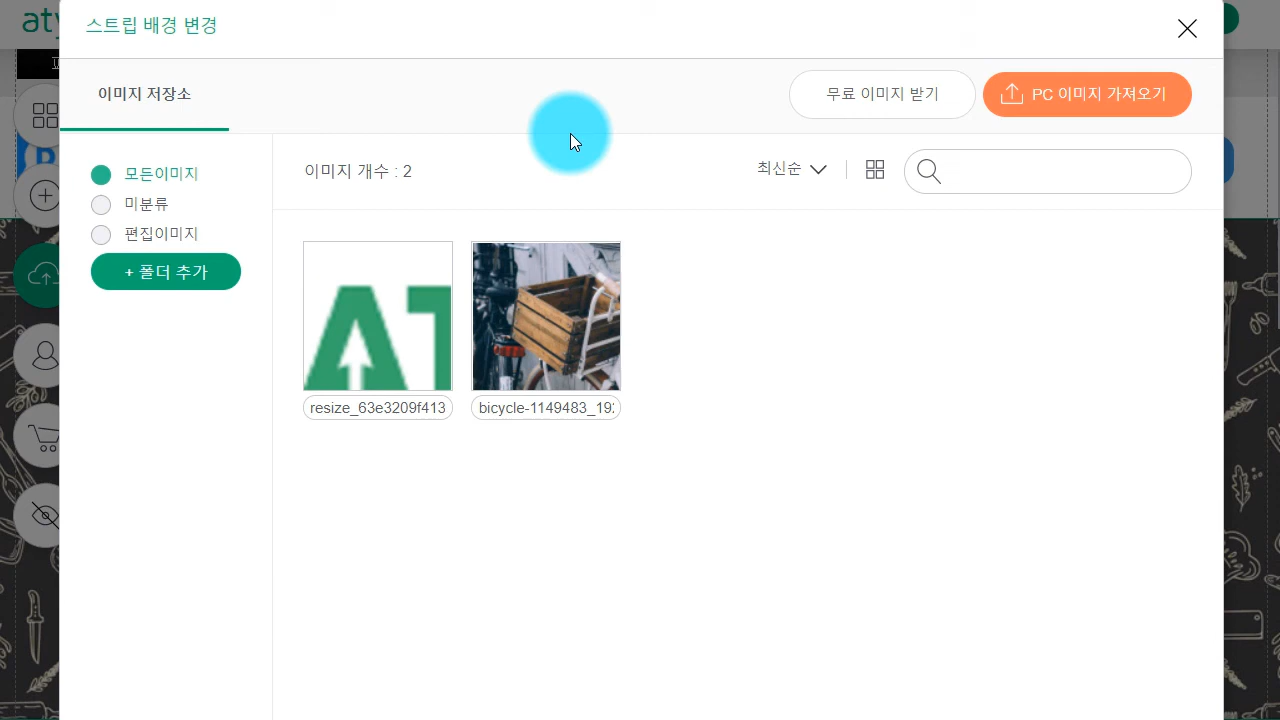 aty
스트립 배경 변경
이미지 저장소
무료 이미지 받기
PC 이미지 가져오기
모든이미지
미분류
편집이미지
+ 폴더 추가
이미지 개수 : 2
최신순
AT
resize_63e3209f413
bicycle-1149483_19